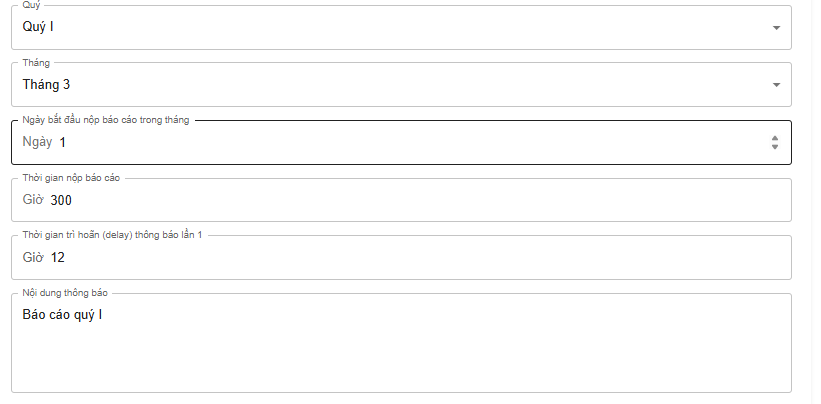 Quý
Quý I
Tháng
Tháng 3
Ngày bắt đầu nộp báo cáo trong tháng
Ngày 1
Thời gian nộp báo cáo
Giờ 300
Thời gian trì hoãn (delay) thông báo lần 1
Giờ 12
Nội dung thông báo
Báo cáo quý I